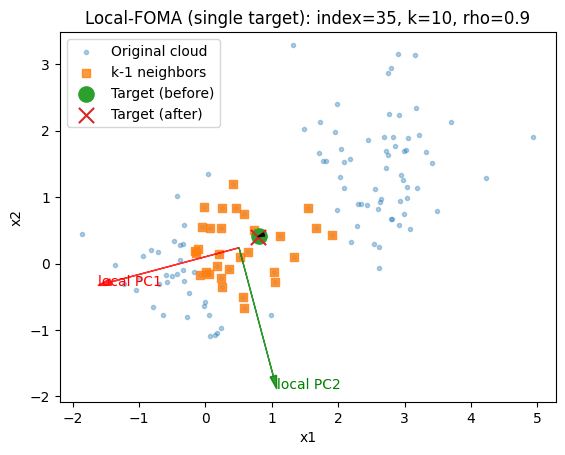 Local-FOMA (single target): index=35, k=10, rho=0.9
Original cloud
k-1 neighbors
Target (before)
Target (after)
3
2
1
0
−1
−2
x2
local PC1
local PC2
−2 −1 0 1 2 3 4 5
x1